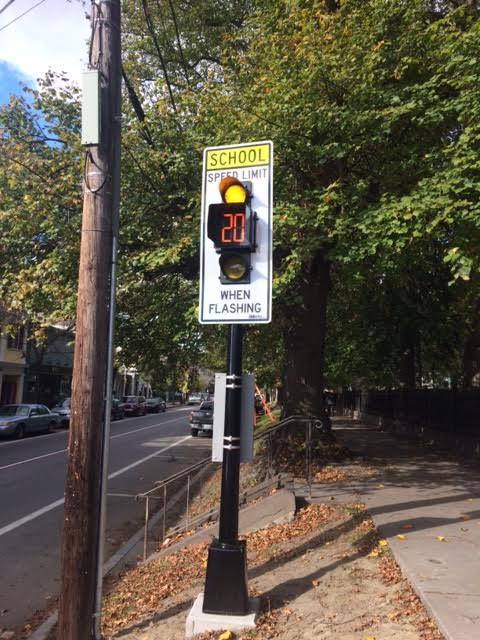 SCHOOL
SPEED LIMIT
20
WHEN
FLASHING